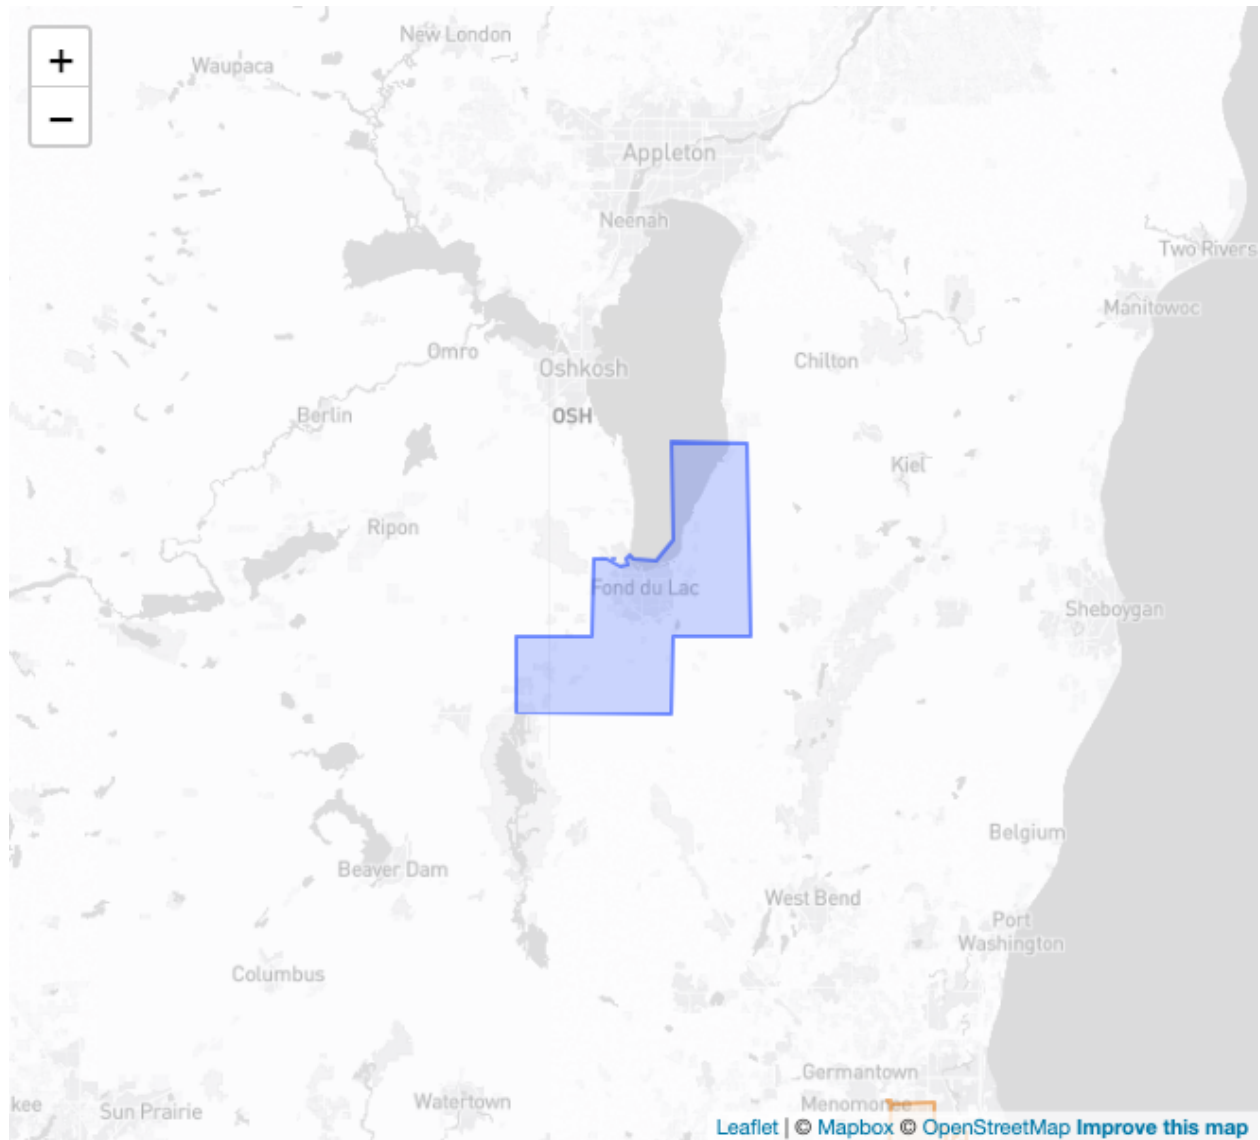 +
−
New London
Waupaca
Appleton
Neenah
Two Rivers
Manitowoc
Omro
Oshkosh
Chilton
Berlin
OSH
Kiel
Ripon
Fond du Lac
Sheboygan
Belgium
Beaver Dam
West Bend
Port
Washington
Columbus
Germantown
kee
Sun Prairie
Watertown
Menomonee
Leaflet | © Mapbox © OpenStreetMap Improve this map